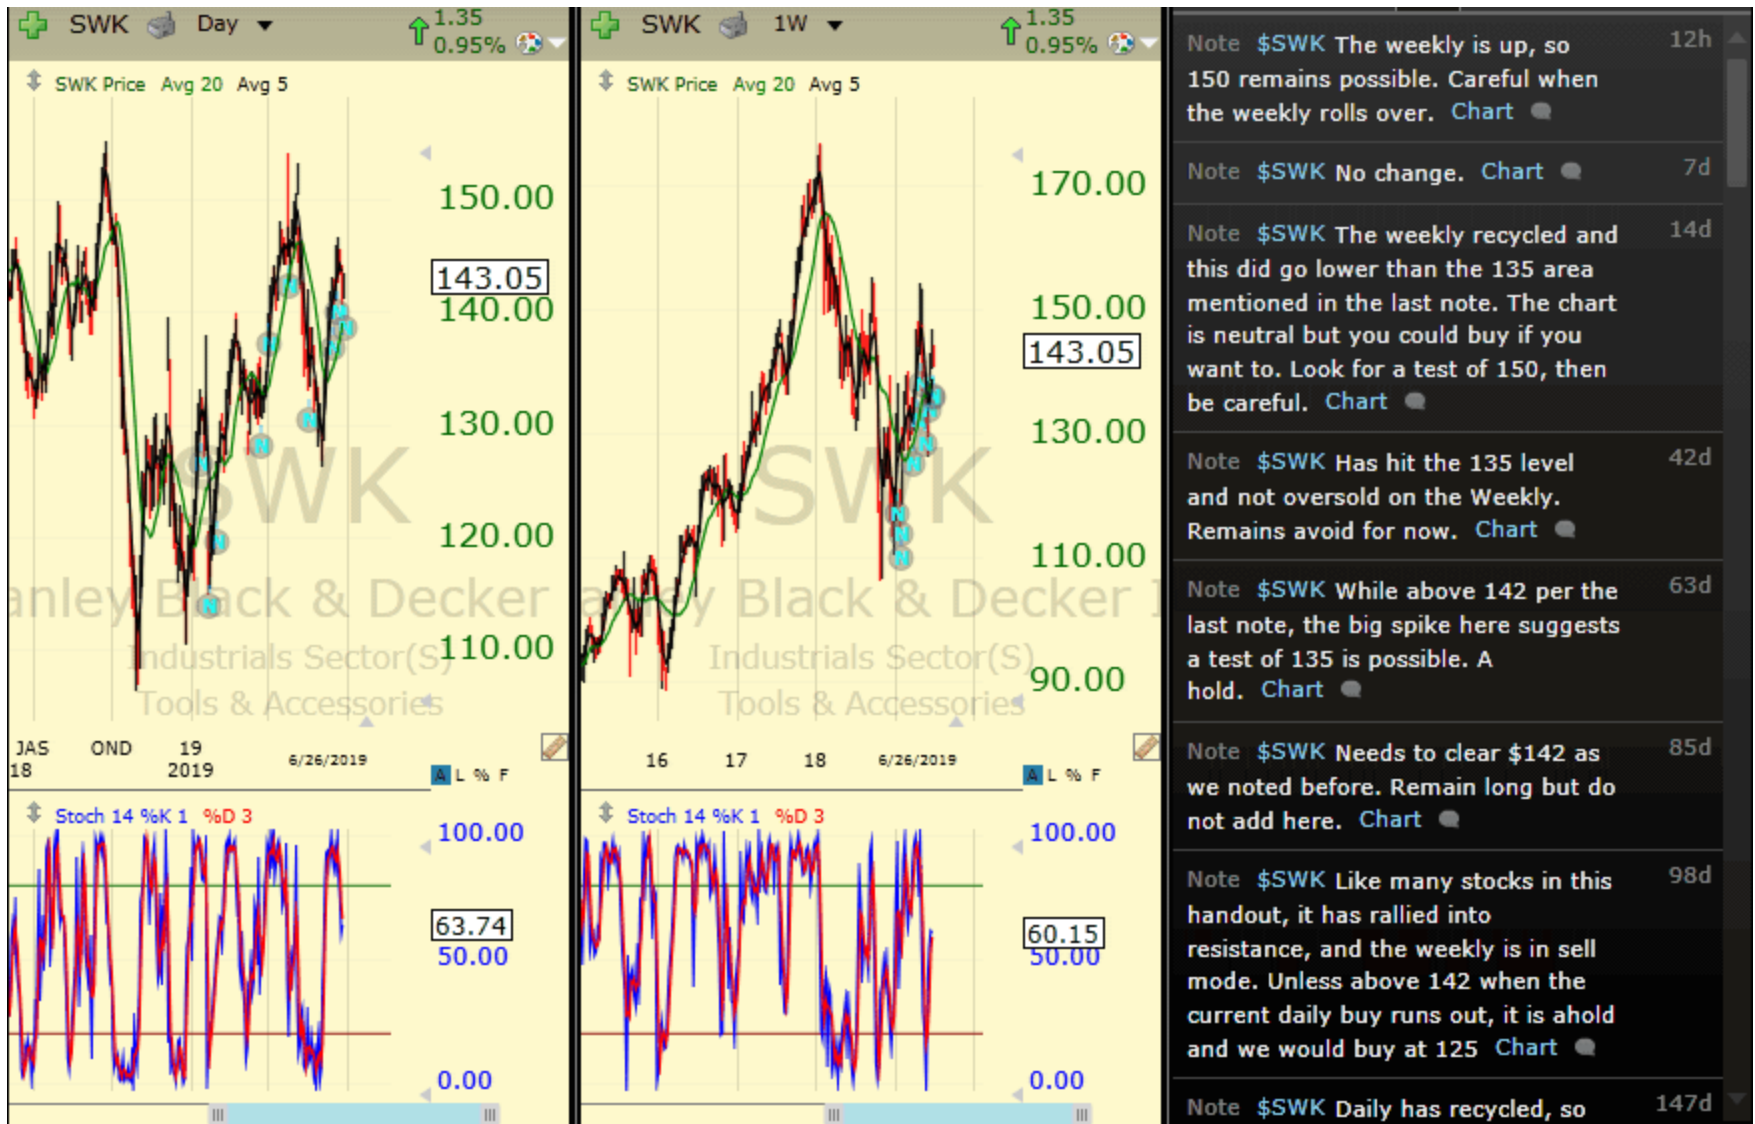 SWK Day
1.35
0.95%
SWK Price Avg 20 Avg 5
150.00
143.05
140.00
130.00
120.00
110.00
SWK
anley Black & Decker
Industrials Sector(S)
Tools & Accessories
JAS OND 19
18 2019 6/26/2019
A L % F
Stoch 14 %K 1 %D 3
100.00
63.74
50.00
0.00
SWK 1W
1.35
0.95%
SWK Price Avg 20 Avg 5
170.00
150.00
143.05
130.00
110.00
90.00
SWK
anley Black & Decker I
Industrials Sector(S)
Tools & Accessories
16 17 18 6/26/2019
A L % F
Stoch 14 %K 1 %D 3
100.00
60.15
50.00
0.00
Note $SWK The weekly is up, so 12h
150 remains possible. Careful when
the weekly rolls over. Chart
Note $SWK No change. Chart 7d
Note $SWK The weekly recycled and 14d
this did go lower than the 135 area
mentioned in the last note. The chart
is neutral but you could buy if you
want to. Look for a test of 150, then
be careful. Chart
Note $SWK Has hit the 135 level 42d
and not oversold on the Weekly.
Remains avoid for now. Chart
Note $SWK While above 142 per the 63d
last note, the big spike here suggests
a test of 135 is possible. A
hold. Chart
Note $SWK Needs to clear $142 as 85d
we noted before. Remain long but do
not add here. Chart
Note $SWK Like many stocks in this 98d
handout, it has rallied into
resistance, and the weekly is in sell
mode. Unless above 142 when the
current daily buy runs out, it is ahold
and we would buy at 125 Chart
Note $SWK Daily has recycled, so 147d